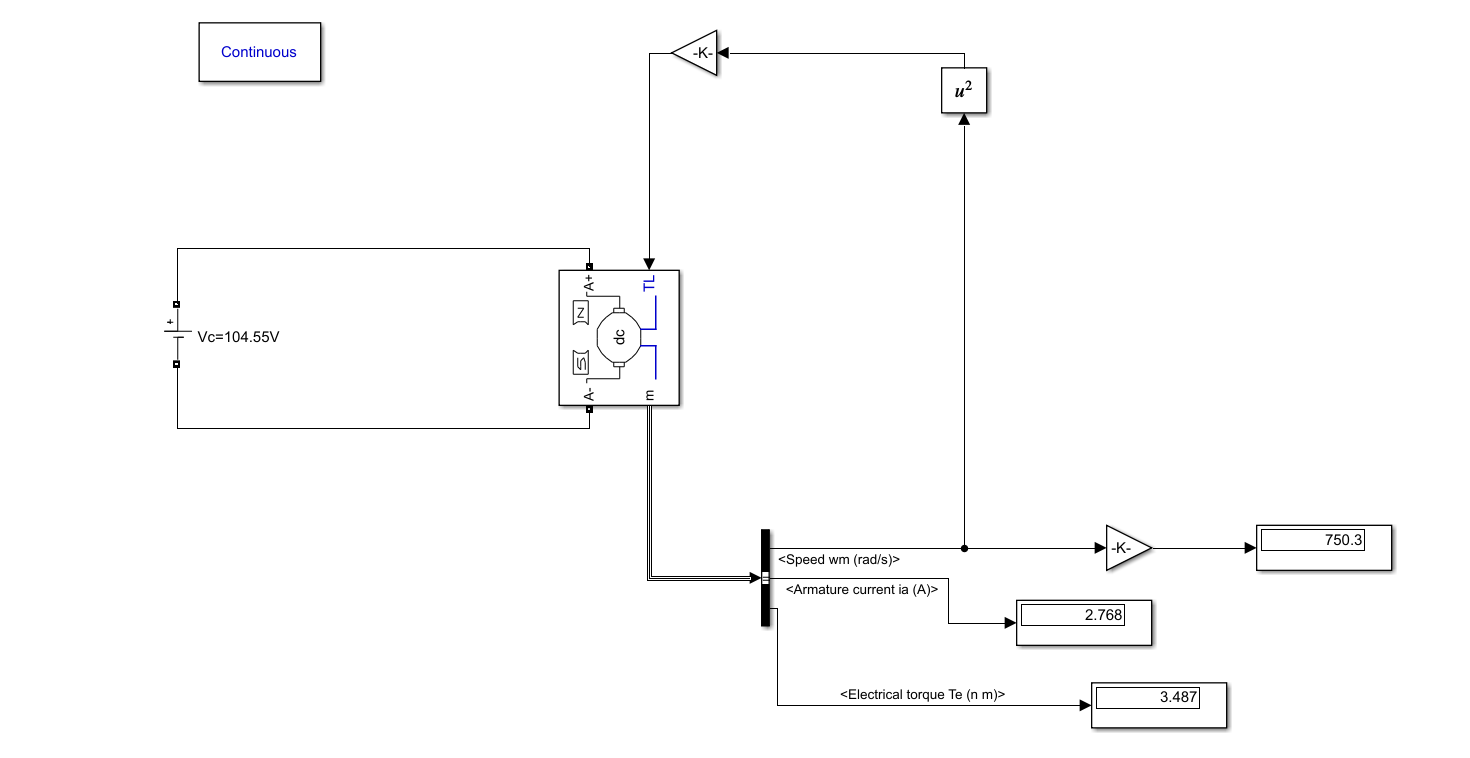 Continuous
-K-
u²
A+
TL
Z
S
dc
A-
m
+
Vc=104.55V
<Speed wm (rad/s)>
-K-
750.3
<Armature current ia (A)>
2.768
<Electrical torque Te (n m)>
3.487